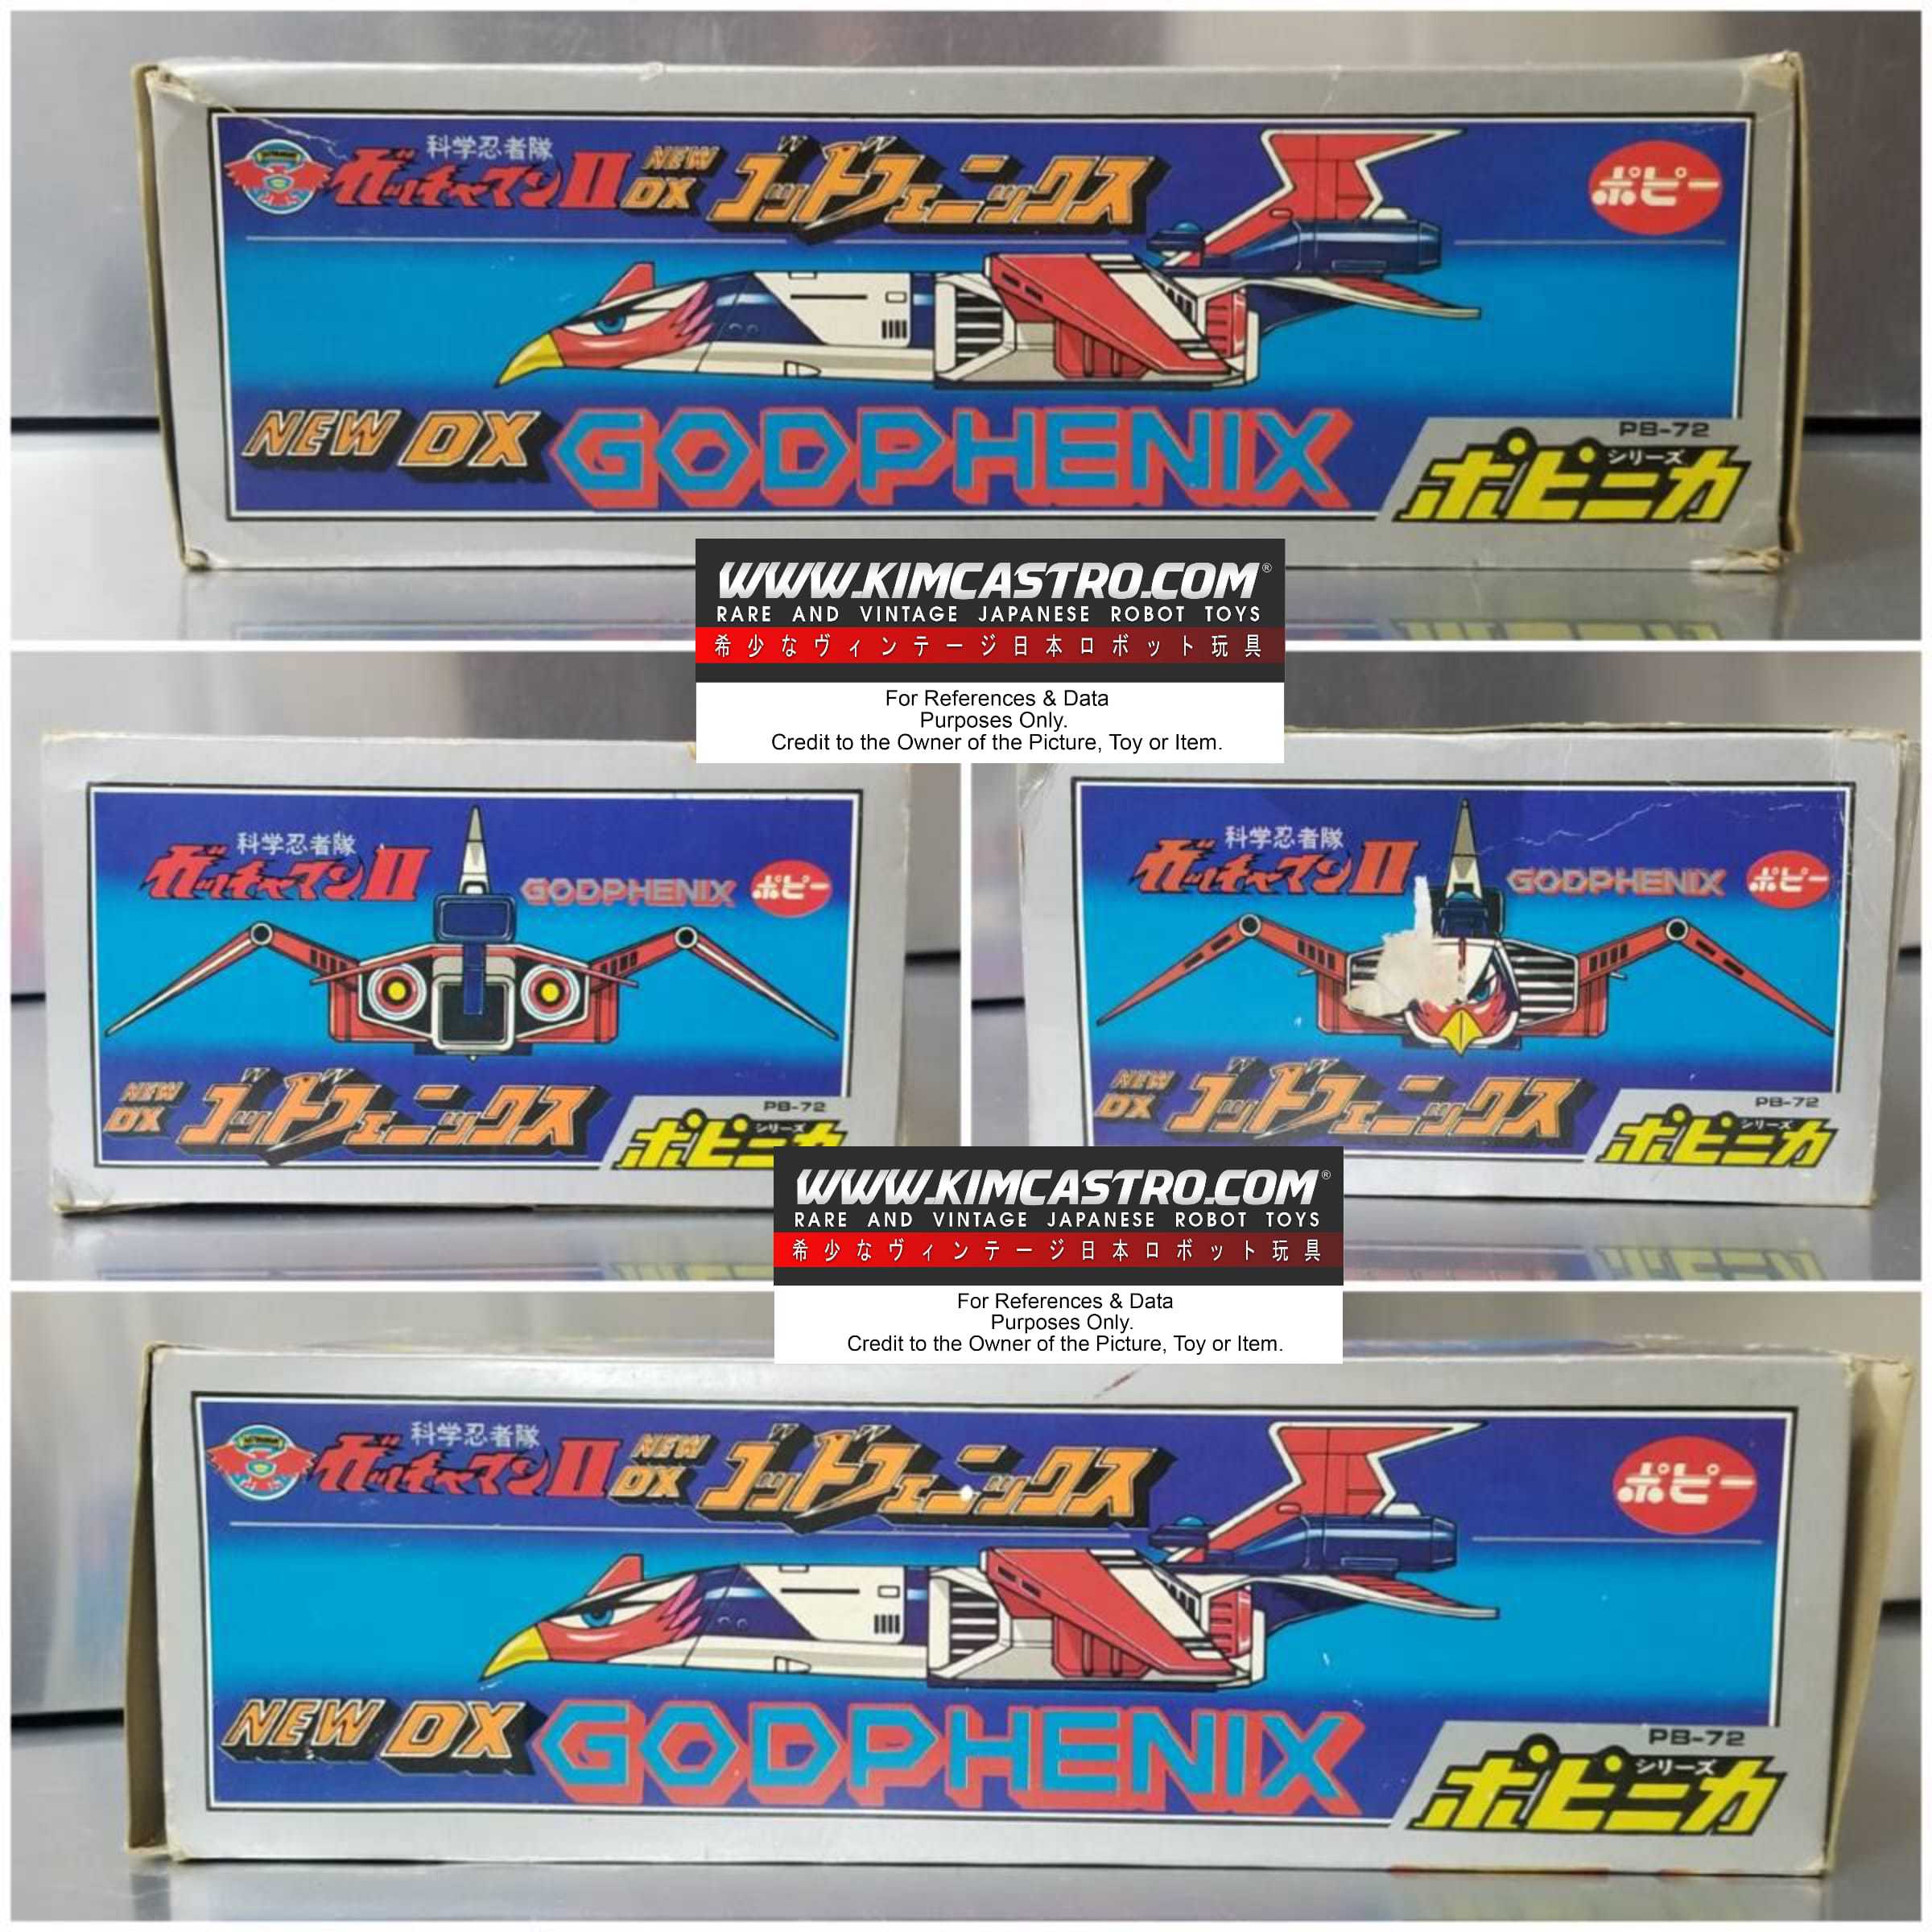 科学忍者隊
ガッチャマンII NEW DX ゴッドフェニックス
ポピー
NEW DX GODPHENIX
PB-72
ポピニカ シリーズ
WWW.KIMCASTRO.COM®
RARE AND VINTAGE JAPANESE ROBOT TOYS
希少なヴィンテージ日本ロボット玩具
For References & Data
Purposes Only.
Credit to the Owner of the Picture, Toy or Item.
科学忍者隊
ガッチャマンII
GODPHENIX ポピー
NEW DX ゴッドフェニックス
PB-72
ポピニカ シリーズ
科学忍者隊
ガッチャマンII
GODPHENIX ポピー
NEW DX ゴッドフェニックス
PB-72
ポピニカ シリーズ
WWW.KIMCASTRO.COM®
RARE AND VINTAGE JAPANESE ROBOT TOYS
希少なヴィンテージ日本ロボット玩具
For References & Data
Purposes Only.
Credit to the Owner of the Picture, Toy or Item.
科学忍者隊
ガッチャマンII NEW DX ゴッドフェニックス
ポピー
NEW DX GODPHENIX
PB-72
ポピニカ シリーズ